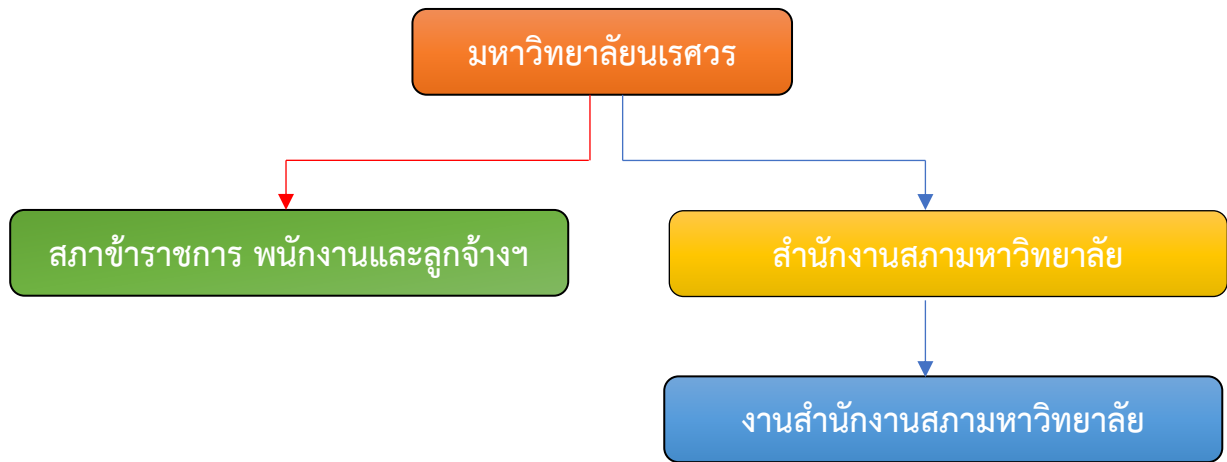 มหาวิทยาลัยนเรศวร
สภาข้าราชการ พนักงานและลูกจ้างฯ
สำนักงานสภามหาวิทยาลัย
งานสำนักงานสภามหาวิทยาลัย